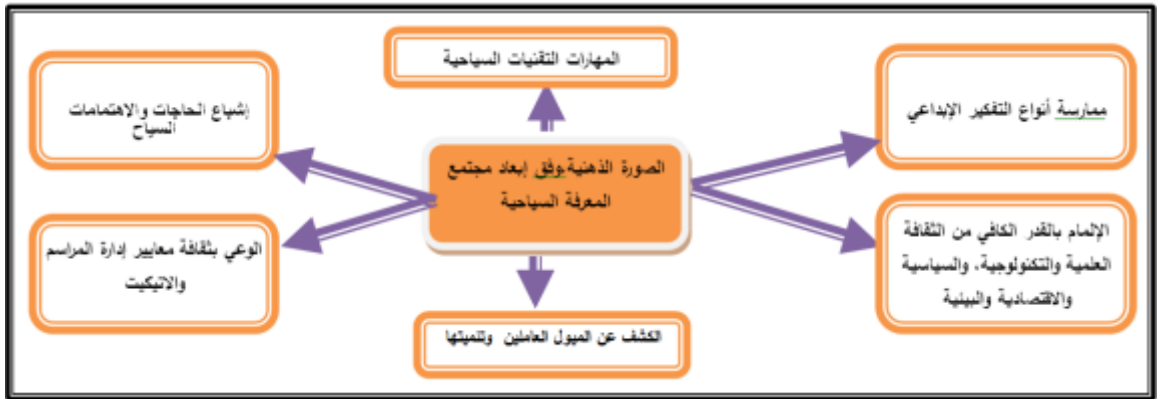 المهارات التقنيات السياحية
ممارسة أنواع التفكير الإبداعي
إشباع الحاجات والاهتمامات
السياح
الصورة الذهنية وفق إبعاد مجتمع
المعرفة السياحية
الإلمام بالقدر الكافي من الثقافة
العلمية والتكنولوجية، والسياسية
والاقتصادية والبيئية
الوعي بثقافة معايير إدارة المراسم
والاتيكيت
الكشف عن الميول العاملين وتنميتها